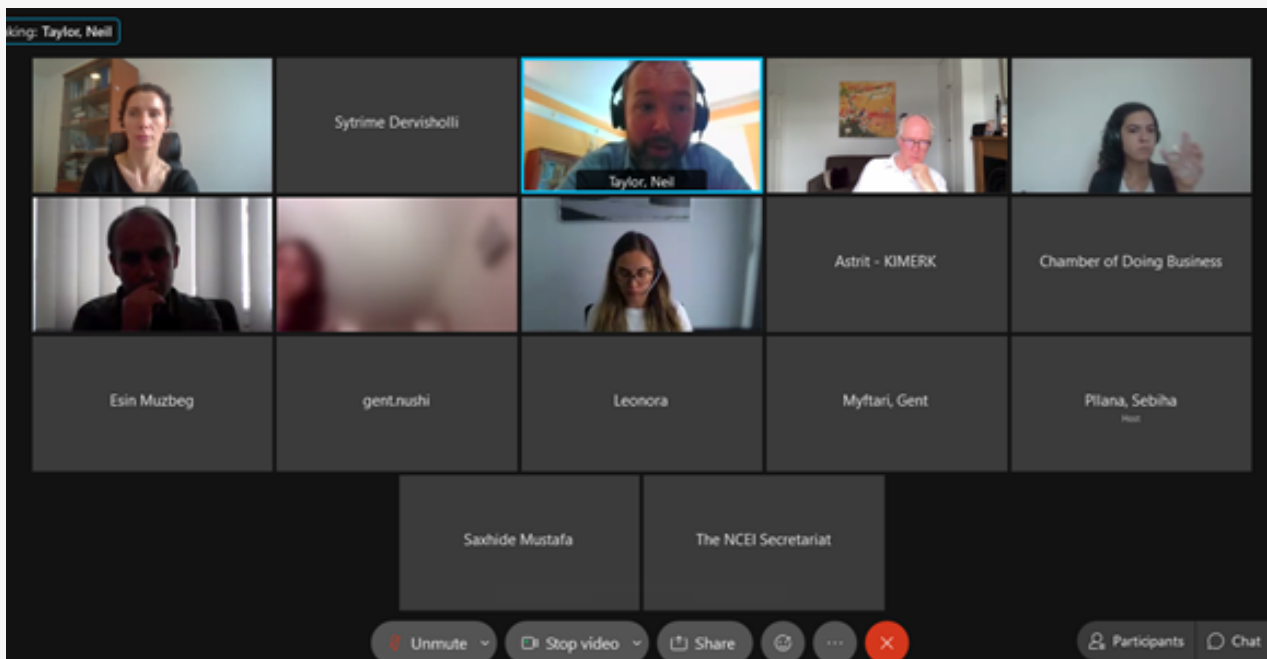 king: Taylor, Neil
Sytrime Dervisholli
Taylor, Neil
Astrit - KIMERK
Chamber of Doing Business
Esin Muzbeg
gent.nushi
Leonora
Myftari, Gent
Pllana, Sebiha
Host
Saxhide Mustafa
The NCEI Secretariat
Unmute
Stop video
Share
Participants
Chat